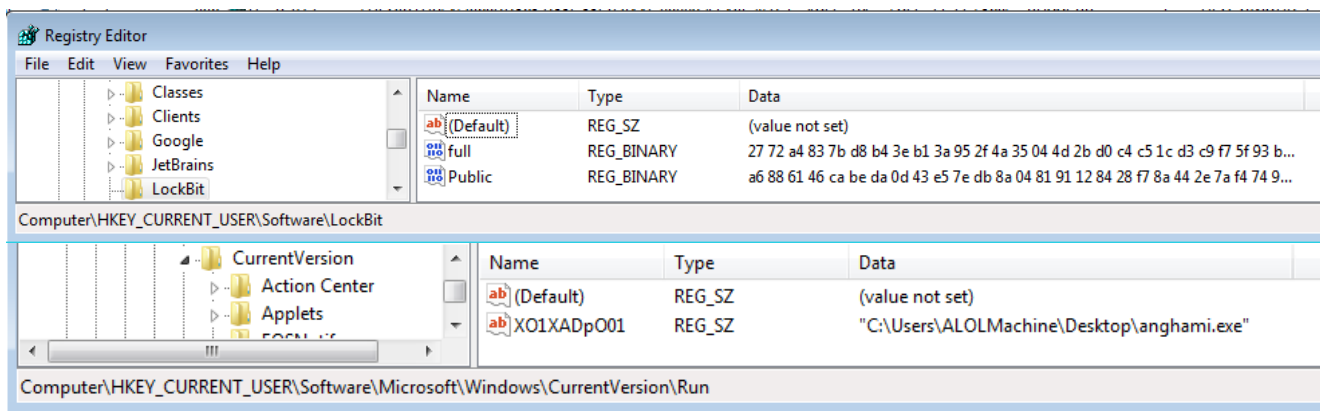 Registry Editor
File Edit View Favorites Help
Classes
Clients
Google
JetBrains
LockBit
Name Type Data
(Default) REG_SZ (value not set)
full REG_BINARY 27 72 a4 83 7b d8 b4 3e b1 3a 95 2f 4a 35 04 4d 2b d0 c4 c5 1c d3 c9 f7 5f 93 b...
Public REG_BINARY a6 88 61 46 ca be da 0d 43 e5 7e db 8a 04 81 91 12 84 28 f7 8a 44 2e 7a f4 74 9...
Computer\HKEY_CURRENT_USER\Software\LockBit
CurrentVersion
Action Center
Applets
Name Type Data
(Default) REG_SZ (value not set)
XO1XADpO01 REG_SZ "C:\Users\ALOLMachine\Desktop\anghami.exe"
Computer\HKEY_CURRENT_USER\Software\Microsoft\Windows\CurrentVersion\Run